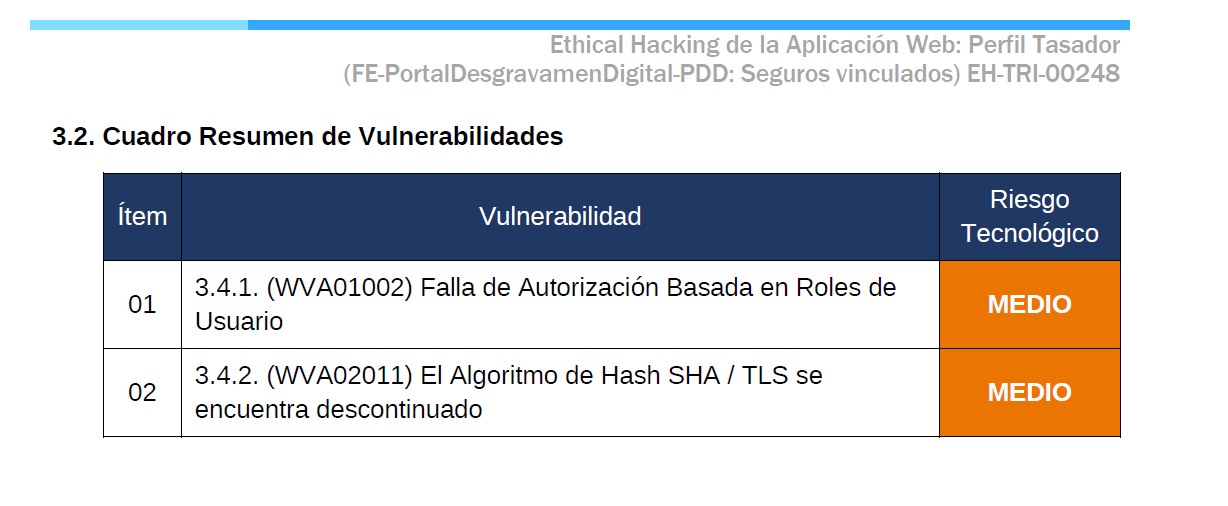 Ethical Hacking de la Aplicación Web: Perfil Tasador
(FE-PortalDesgravamenDigital-PDD: Seguros vinculados) EH-TRI-00248
3.2. Cuadro Resumen de Vulnerabilidades
Ítem
Vulnerabilidad
Riesgo
Tecnológico
01
3.4.1. (WVA01002) Falla de Autorización Basada en Roles de
Usuario
MEDIO
02
3.4.2. (WVA02011) El Algoritmo de Hash SHA / TLS se
encuentra descontinuado
MEDIO